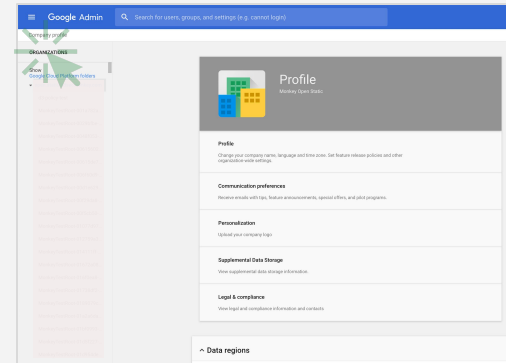 Google Admin
Search for users, groups, and settings (e.g. cannot login)
Company profile
ORGANIZATIONS
Show
Google Cloud Platform folders
Profile
Monkey Open Static
Profile
Change your company name, language and time zone. Set feature release policies and other
organization-wide settings.
Communication preferences
Receive emails with tips, feature announcements, special offers, and pilot programs.
Personalization
Upload your company logo
Supplemental Data Storage
View supplemental data storage information.
Legal & compliance
View legal and compliance information and contacts.
Data regions